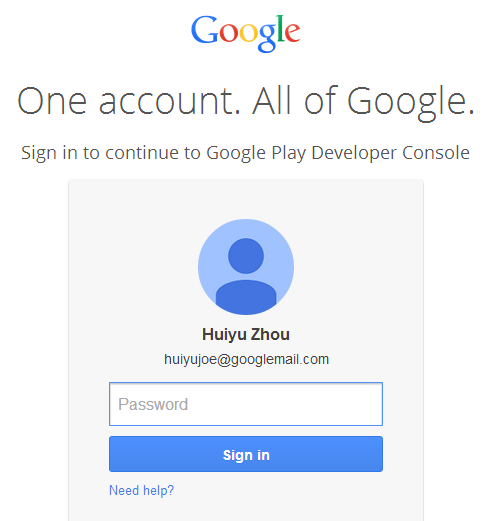 Google
One account. All of Google.
Sign in to continue to Google Play Developer Console
Huiyu Zhou
huiyujoe@googlemail.com
Password
Sign in
Need help?